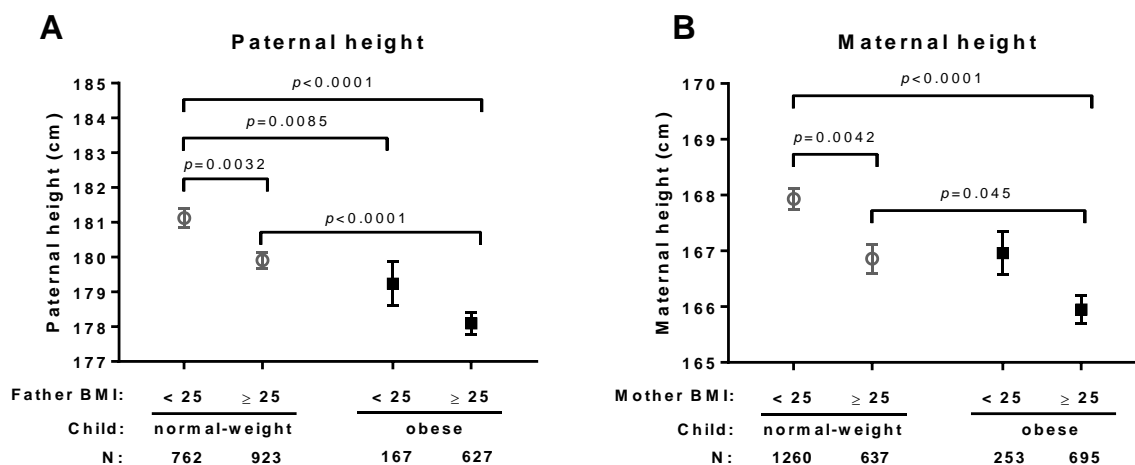 A
Paternal height
Paternal height (cm)
185
184
183
182
181
180
179
178
177
p<0.0001
p=0.0085
p=0.0032
p<0.0001
Father BMI: < 25 ≥ 25 < 25 ≥ 25
Child: normal-weight obese
N: 762 923 167 627
B
Maternal height
Maternal height (cm)
170
169
168
167
166
165
p<0.0001
p=0.0042
p=0.045
Mother BMI: < 25 ≥ 25 < 25 ≥ 25
Child: normal-weight obese
N: 1260 637 253 695